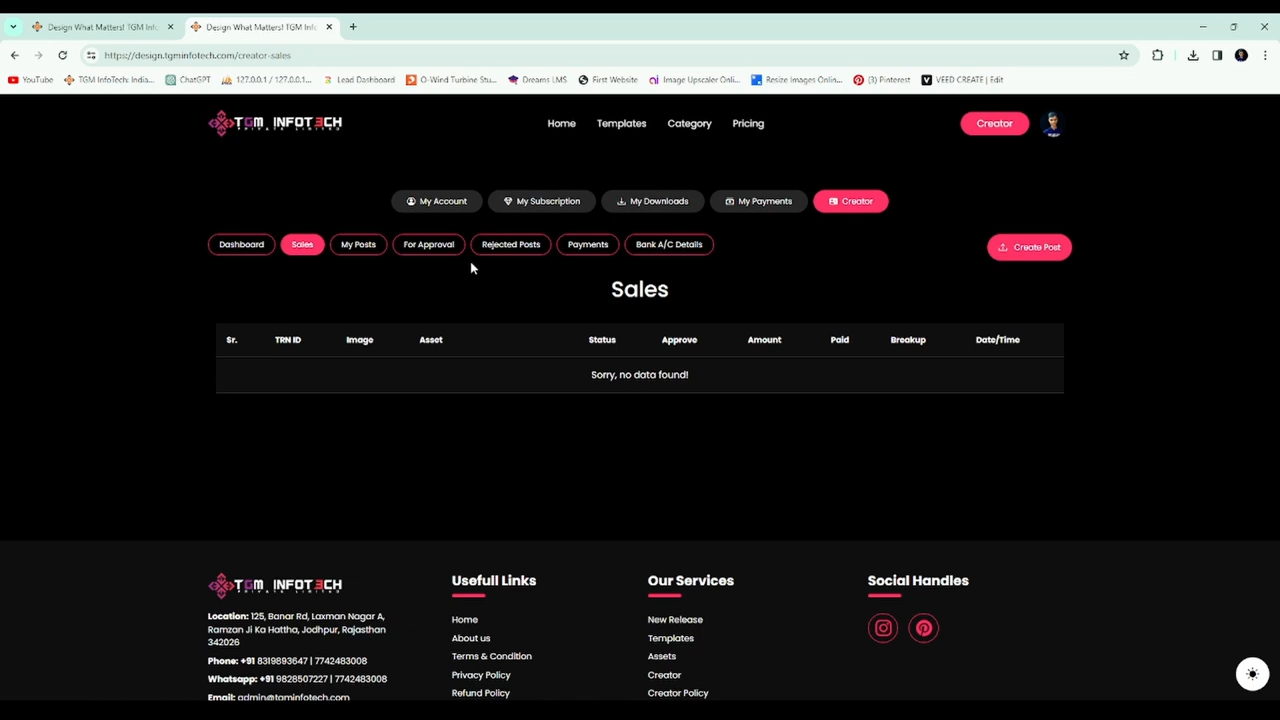 Design What Matters! TGM Info
Design What Matters! TGM Info
https://design.tgminfotech.com/creator-sales
YouTube TGM InfoTech: India... ChatGPT 127.0.0.1 / 127.0.0.1... Lead Dashboard O-Wind Turbine Stu... Dreams LMS First Website Image Upscaler Onli... Resize Images Onlin... (3) Pinterest VEED CREATE | Edit
TGM INFOTECH
PRIVATE LIMITED
Home Templates Category Pricing
Creator
My Account My Subscription My Downloads My Payments Creator
Dashboard Sales My Posts For Approval Rejected Posts Payments Bank A/C Details Create Post
Sales
Sr. TRN ID Image Asset Status Approve Amount Paid Breakup Date/Time
Sorry, no data found!
TGM INFOTECH
PRIVATE LIMITED
Location: 125, Banar Rd, Laxman Nagar A,
Ramzan Ji Ka Hattha, Jodhpur, Rajasthan
342026
Phone: +91 8319893647 | 7742483008
Whatsapp: +91 9828507227 | 7742483008
Email: admin@tgminfotech.com
Usefull Links
Home
About us
Terms & Condition
Privacy Policy
Refund Policy
Our Services
New Release
Templates
Assets
Creator
Creator Policy
Social Handles